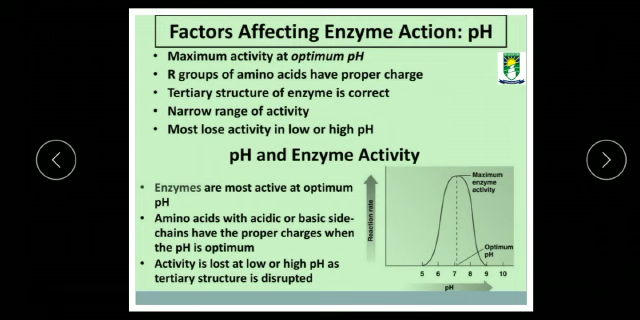 Factors Affecting Enzyme Action: pH
• Maximum activity at optimum pH
• R groups of amino acids have proper charge
• Tertiary structure of enzyme is correct
• Narrow range of activity
• Most lose activity in low or high pH
pH and Enzyme Activity
• Enzymes are most active at optimum
pH
• Amino acids with acidic or basic side-
chains have the proper charges when
the pH is optimum
• Activity is lost at low or high pH as
tertiary structure is disrupted
Reaction rate
Maximum
enzyme
activity
Optimum
pH
5 6 7 8 9 10
pH